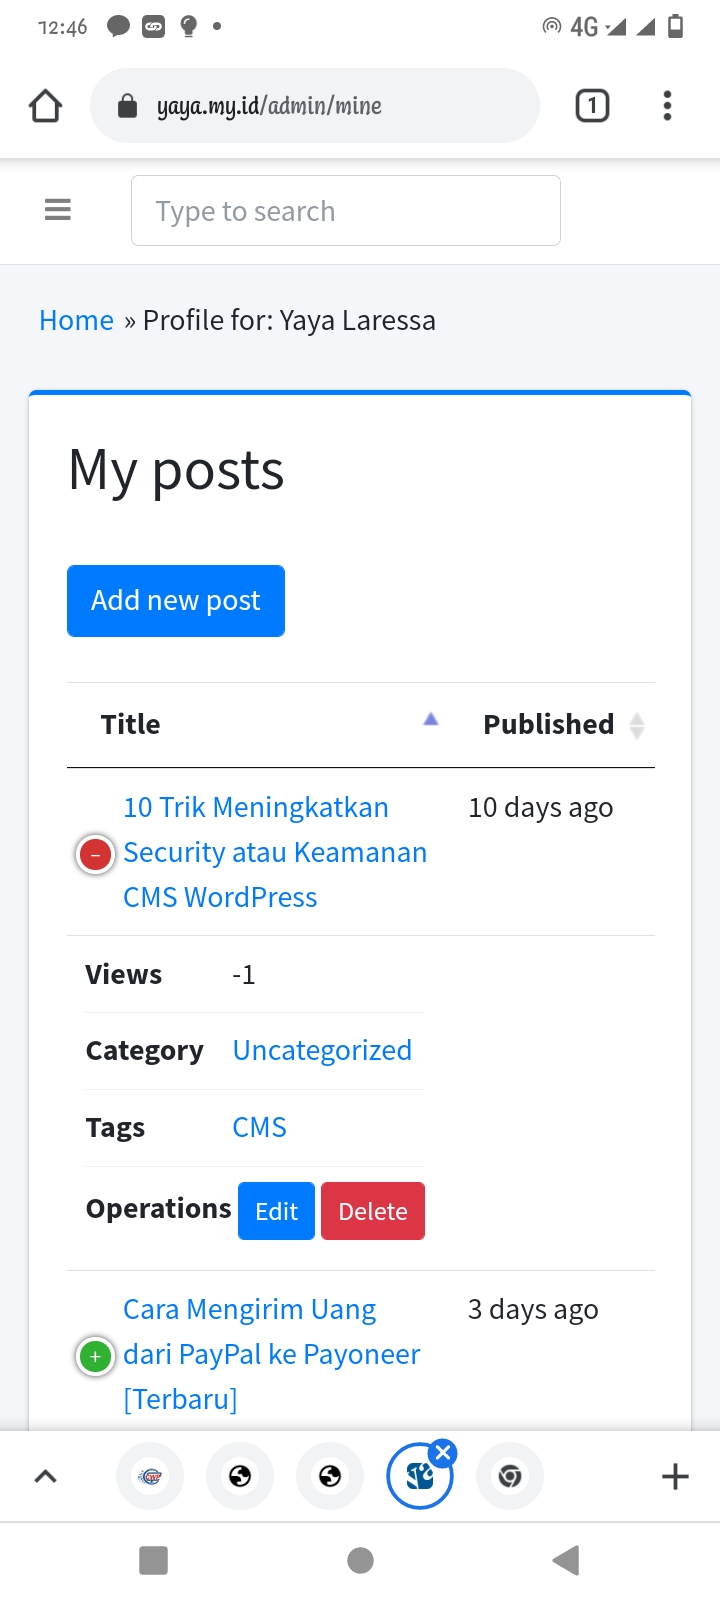 12:46
4G
yaya.my.id/admin/mine
1
Type to search
Home » Profile for: Yaya Laressa
My posts
Add new post
Title Published
10 Trik Meningkatkan 10 days ago
Security atau Keamanan
CMS WordPress
Views -1
Category Uncategorized
Tags CMS
Operations Edit Delete
Cara Mengirim Uang 3 days ago
dari PayPal ke Payoneer
[Terbaru]